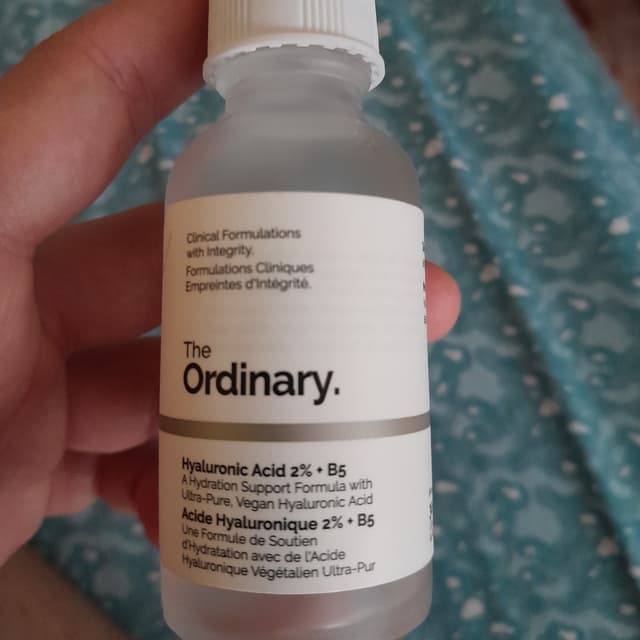 Clinical Formulations
with Integrity.
Formulations Cliniques
Empreintes d'Intégrité.
The
Ordinary.
Hyaluronic Acid 2% + B5
A Hydration Support Formula with
Ultra-Pure, Vegan Hyaluronic Acid
Acide Hyaluronique 2% + B5
Une Formule de Soutien
d'Hydratation avec de l'Acide
Hyaluronique Végétalien Ultra-Pur